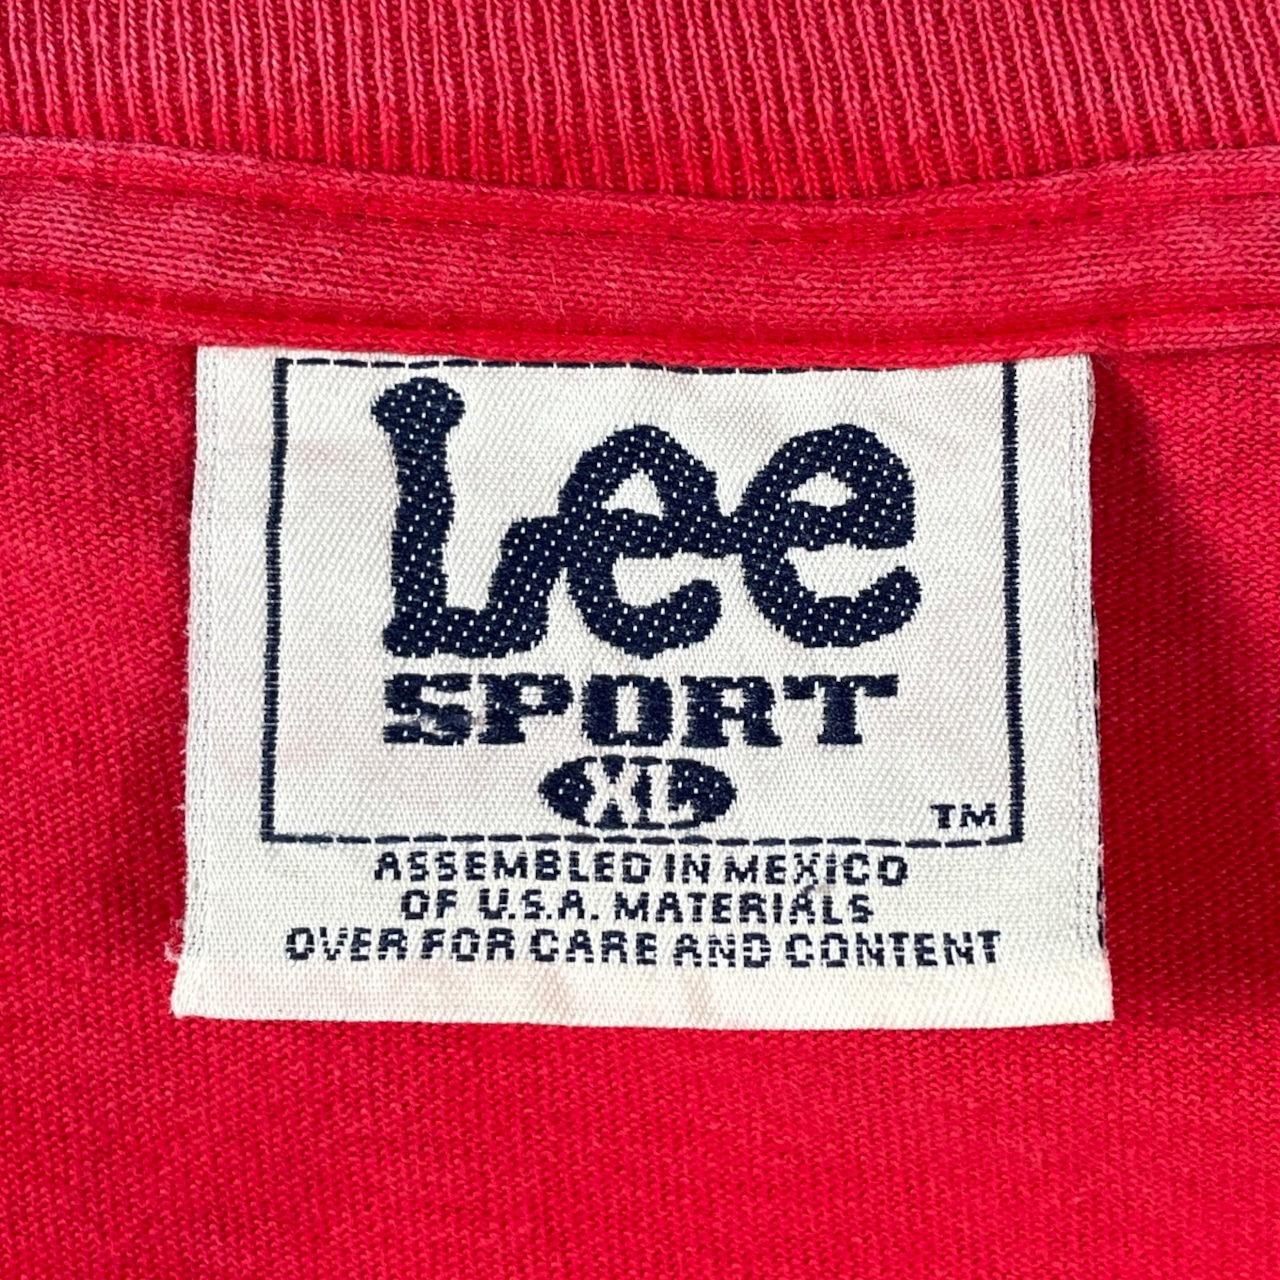 Lee
SPORT
XL
TM
ASSEMBLED IN MEXICO
OF U.S.A. MATERIALS
OVER FOR CARE AND CONTENT